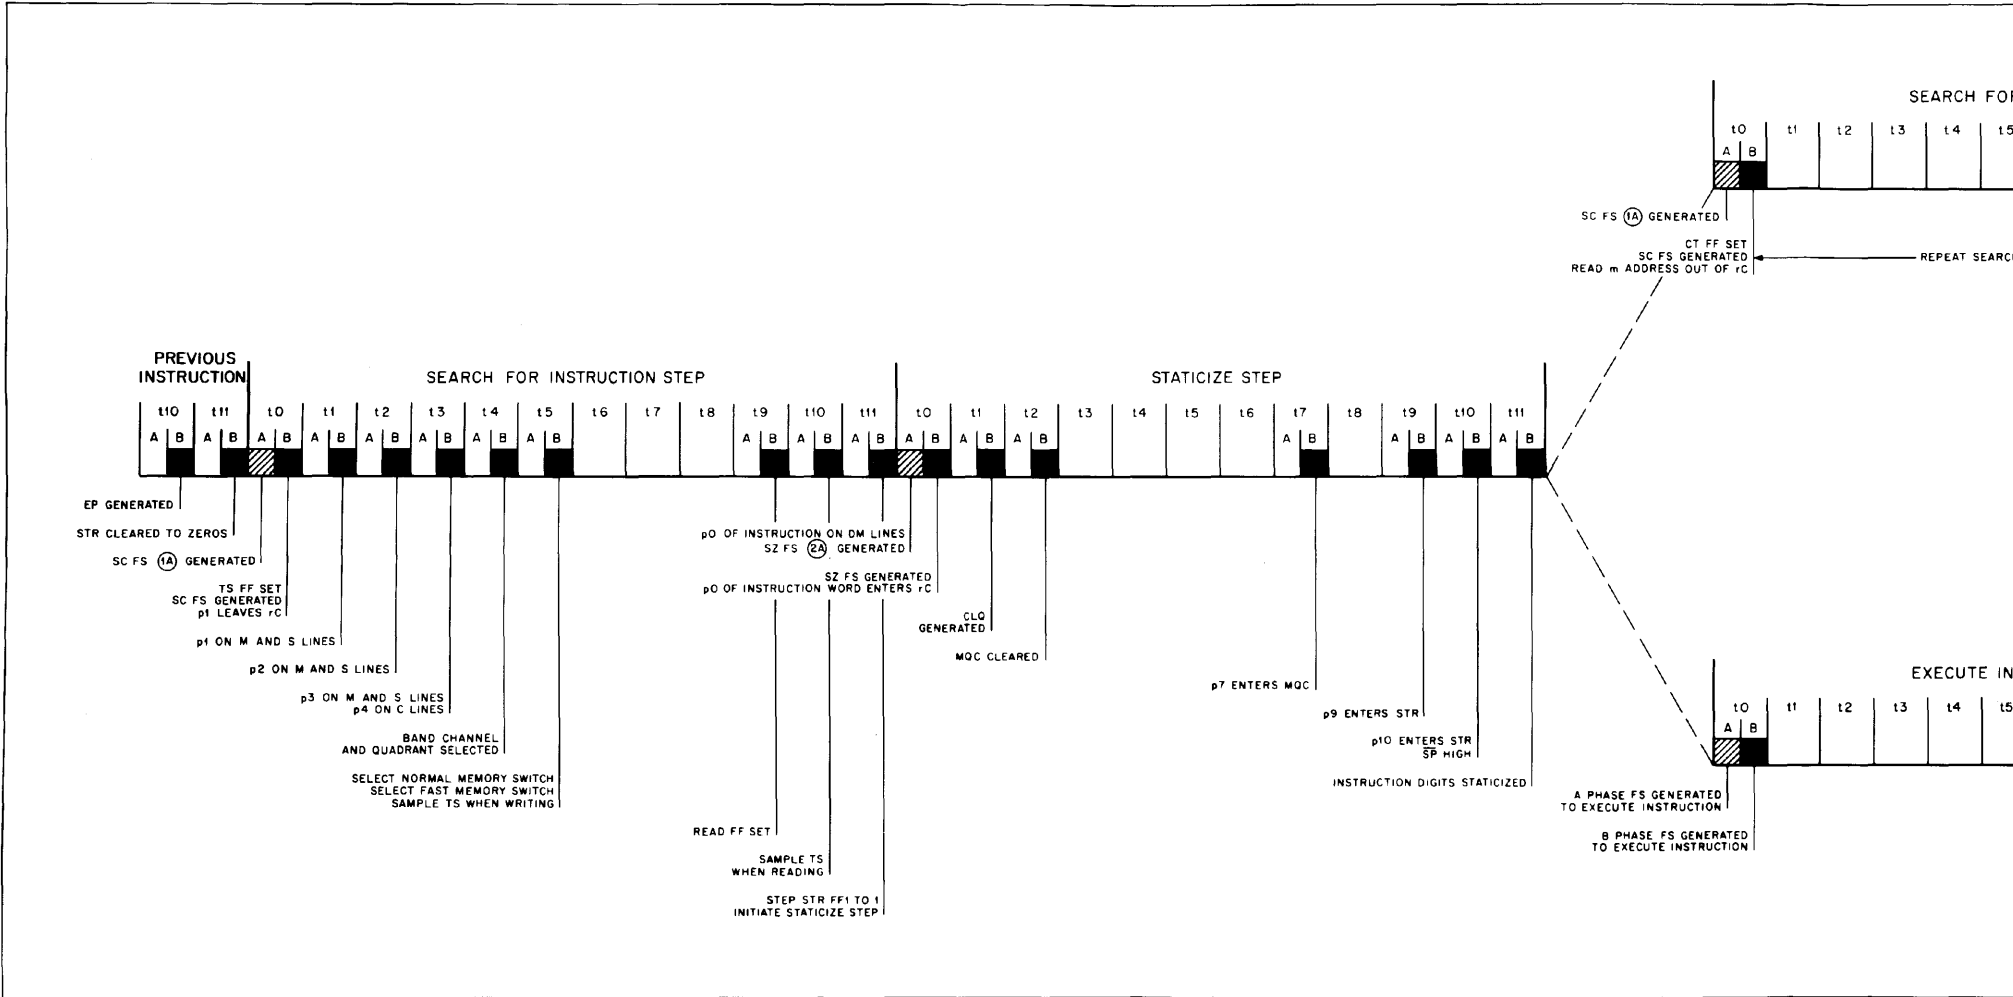 SEARCH FOR
t0 t1 t2 t3 t4 t5
A B
SC FS 1A GENERATED
CT FF SET
SC FS GENERATED
READ m ADDRESS OUT OF rC
REPEAT SEARCH
PREVIOUS
INSTRUCTION
SEARCH FOR INSTRUCTION STEP
STATICIZE STEP
t10 t11 t0 t1 t2 t3 t4 t5 t6 t7 t8 t9 t10 t11 t0 t1 t2 t3 t4 t5 t6 t7 t8 t9 t10 t11
A B A B A B A B A B A B A B A B A B A B A B A B A B A B A B A B A B A B
EP GENERATED
STR CLEARED TO ZEROS
SC FS 1A GENERATED
TS FF SET
SC FS GENERATED
p1 LEAVES rC
p1 ON M AND S LINES
p2 ON M AND S LINES
p3 ON M AND S LINES
p4 ON C LINES
BAND CHANNEL
AND QUADRANT SELECTED
SELECT NORMAL MEMORY SWITCH
SELECT FAST MEMORY SWITCH
SAMPLE TS WHEN WRITING
READ FF SET
SAMPLE TS
WHEN READING
STEP STR FF1 TO 1
INITIATE STATICIZE STEP
p0 OF INSTRUCTION ON DM LINES
SZ FS 2A GENERATED
SZ FS GENERATED
p0 OF INSTRUCTION WORD ENTERS rC
CLQ
GENERATED
MQC CLEARED
p7 ENTERS MQC
p9 ENTERS STR
p10 ENTERS STR
S̅P̅ HIGH
INSTRUCTION DIGITS STATICIZED
EXECUTE IN
t0 t1 t2 t3 t4 t5
A B
A PHASE FS GENERATED
TO EXECUTE INSTRUCTION
B PHASE FS GENERATED
TO EXECUTE INSTRUCTION